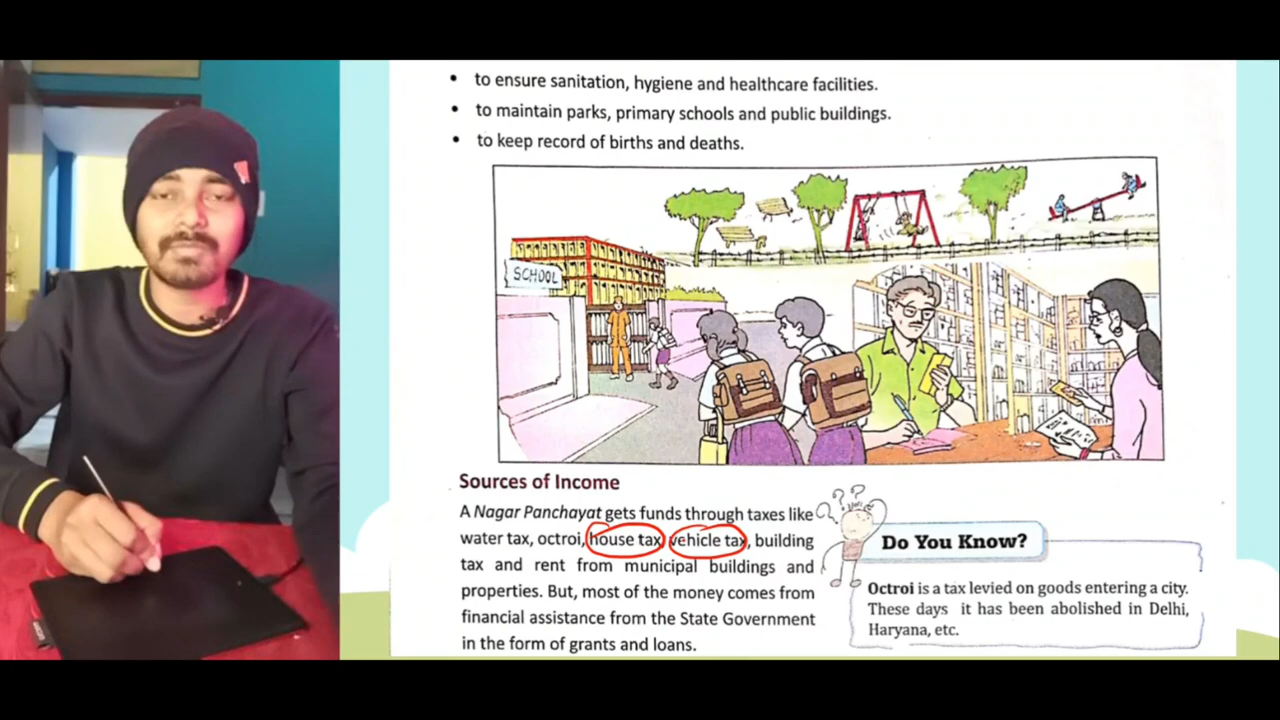 • to ensure sanitation, hygiene and healthcare facilities.
• to maintain parks, primary schools and public buildings.
• to keep record of births and deaths.
SCHOOL
Sources of Income
A Nagar Panchayat gets funds through taxes like
water tax, octroi, house tax, vehicle tax, building
tax and rent from municipal buildings and
properties. But, most of the money comes from
financial assistance from the State Government
in the form of grants and loans.
? ? ?
Do You Know?
Octroi is a tax levied on goods entering a city.
These days it has been abolished in Delhi,
Haryana, etc.